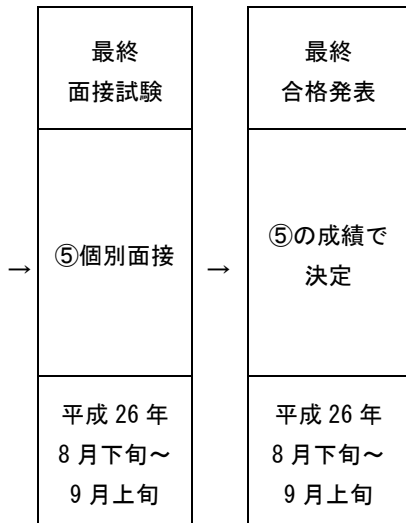 最終
面接試験
→
⑤個別面接
平成 26 年
8 月下旬～
9 月上旬
→
最終
合格発表
⑤の成績で
決定
平成 26 年
8 月下旬～
9 月上旬